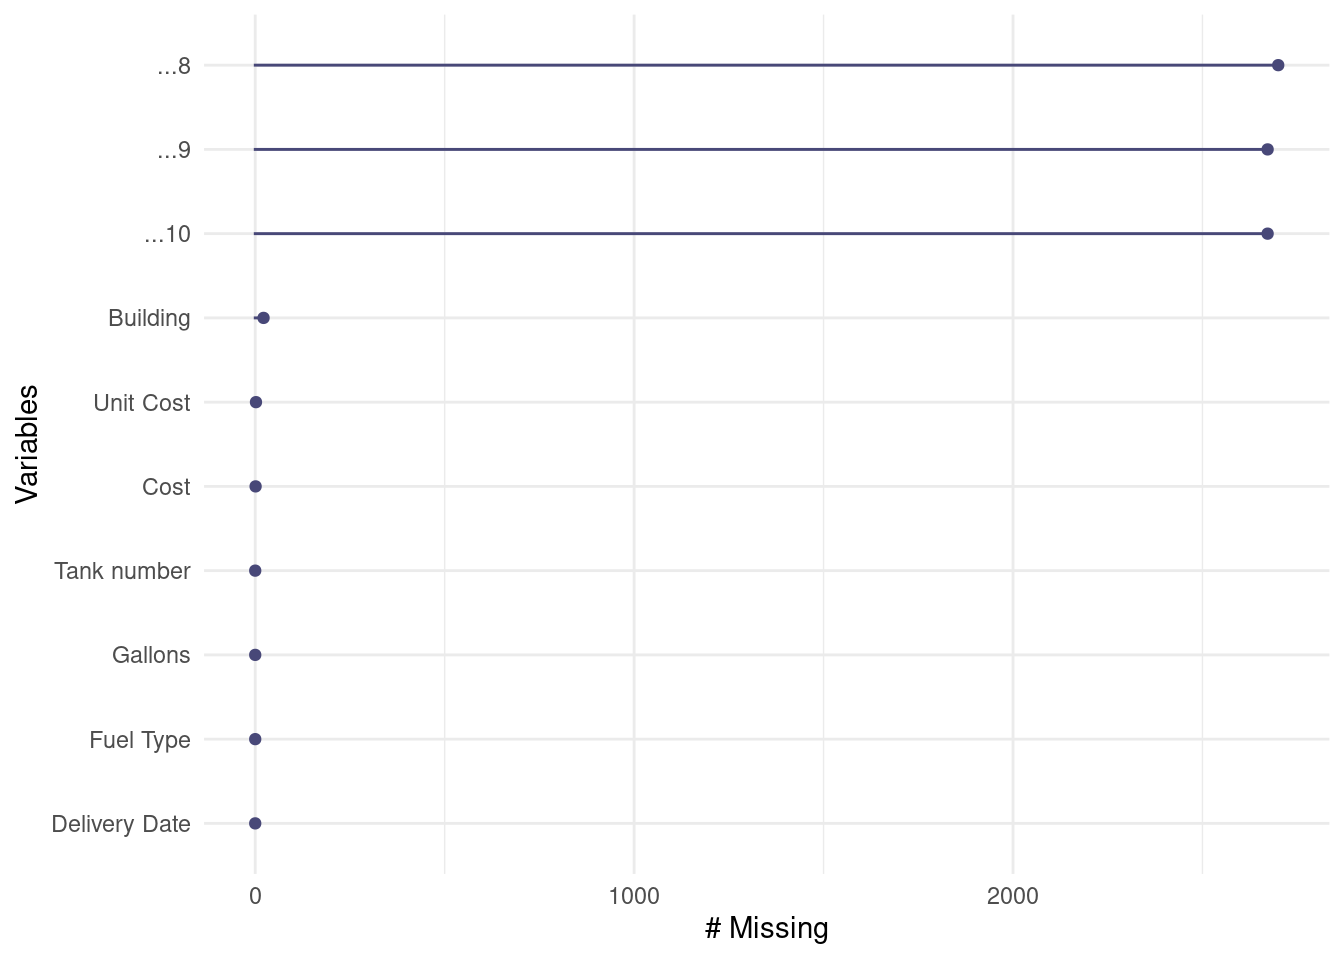 ...8
...9
...10
Building
Unit Cost
Cost
Tank number
Gallons
Fuel Type
Delivery Date
Variables
0 1000 2000
# Missing